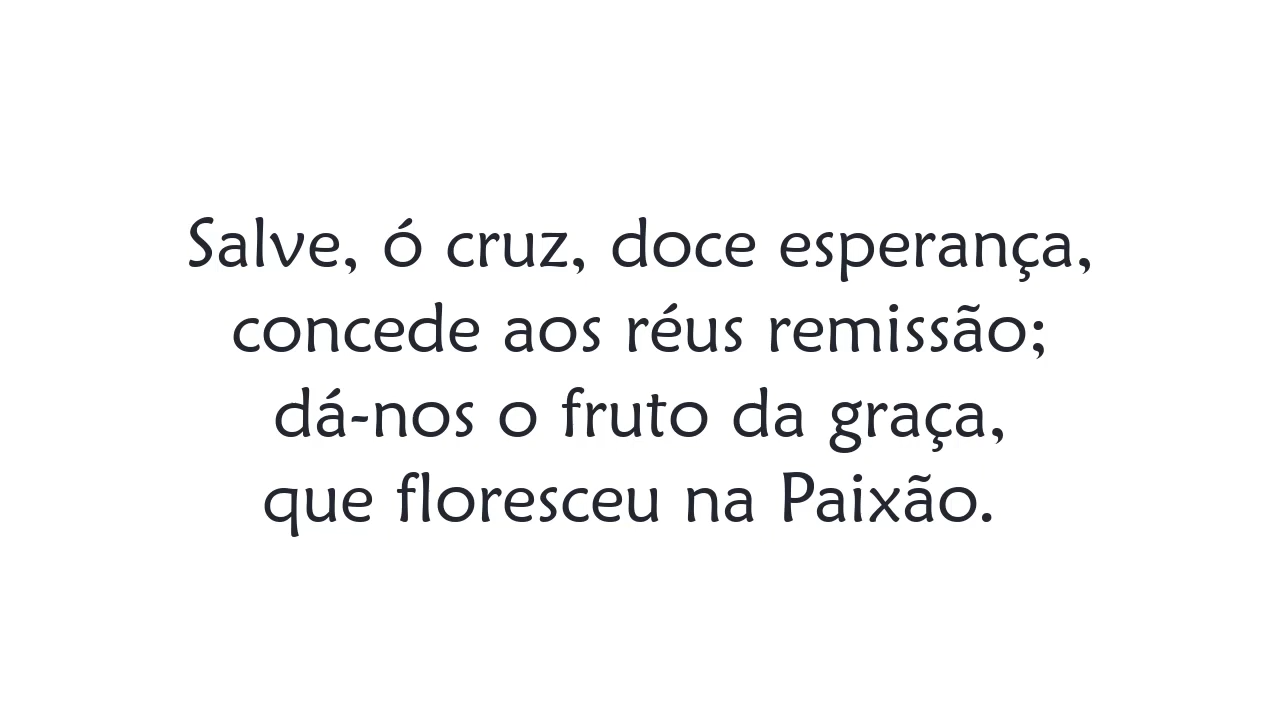 Salve, ó cruz, doce esperança,
concede aos réus remissão;
dá-nos o fruto da graça,
que floresceu na Paixão.